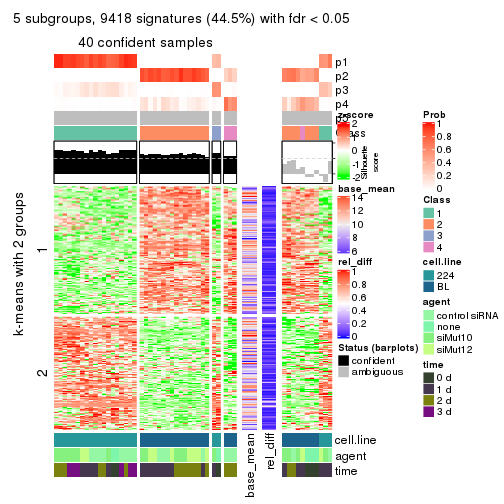 5 subgroups, 9418 signatures (44.5%) with fdr < 0.05
40 confident samples
p1
p2
p3
p4
p5
Class
Silhouette score
k-means with 2 groups
1
2
base_mean
rel_diff
cell.line
agent
time
z-score
2
1
0
-1
-2
base_mean
14
12
10
8
6
rel_diff
1
0.8
0.6
0.4
0.2
0
Status (barplots)
confident
ambiguous
Prob
1
0.8
0.6
0.4
0.2
0
Class
1
2
3
4
cell.line
224
BL
agent
control siRNA
none
siMut10
siMut12
time
0 d
1 d
2 d
3 d